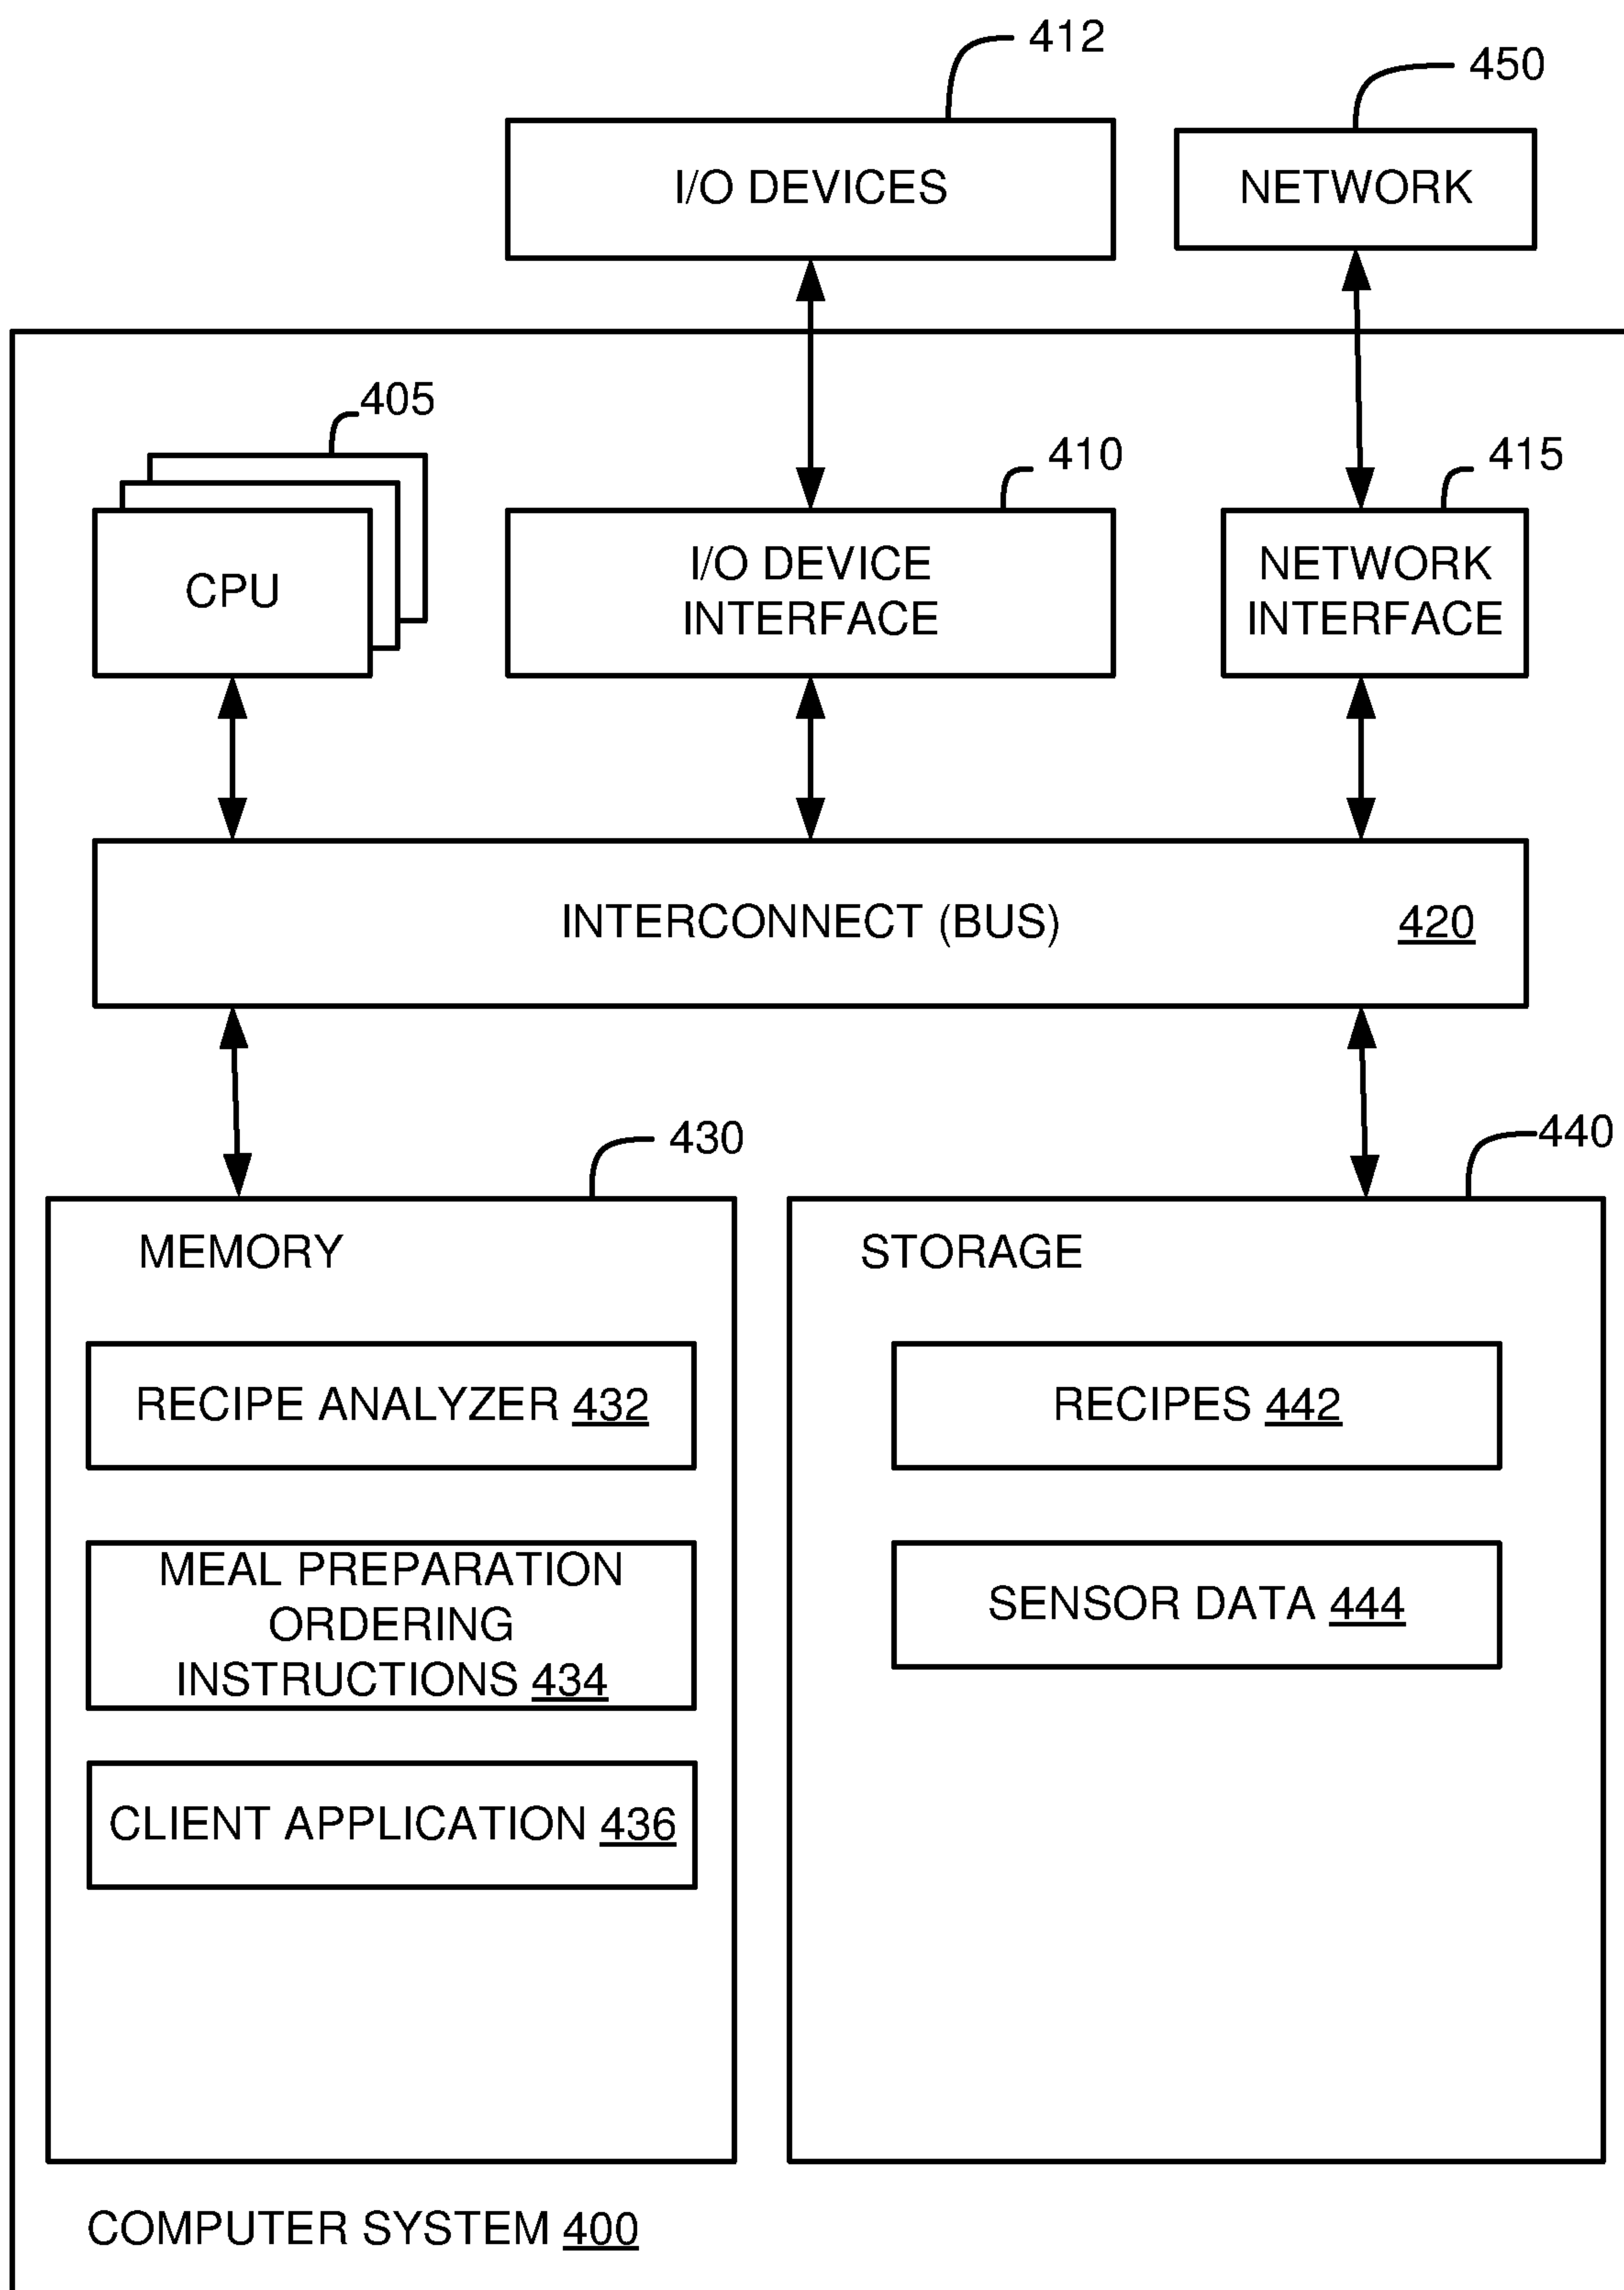 412
450
I/O DEVICES
NETWORK
405
410
415
CPU
I/O DEVICE
INTERFACE
NETWORK
INTERFACE
INTERCONNECT (BUS) 420
430
440
MEMORY
STORAGE
RECIPE ANALYZER 432
RECIPES 442
MEAL PREPARATION
ORDERING
INSTRUCTIONS 434
SENSOR DATA 444
CLIENT APPLICATION 436
COMPUTER SYSTEM 400